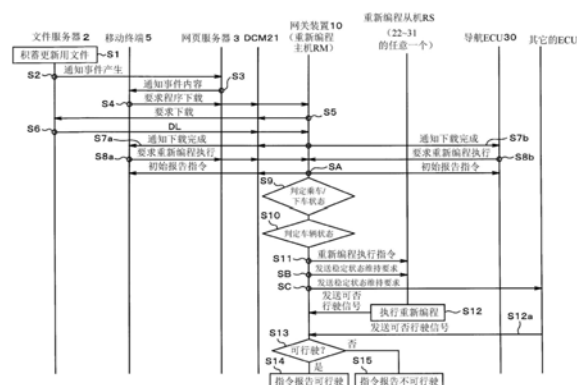 文件服务器2
移动终端5
网页服务器3
DCM21
网关装置10
(重新编程
主机RM)
重新编程从机RS
(22-31
的任意一个)
导航ECU30
其它的ECU
积蓄更新用文件
S1
S2
通知事件产生
通知事件内容
S3
S4
要求程序下载
要求下载
S5
S6
DL
S7a
通知下载完成
通知下载完成
S7b
S8a
要求重新编程执行
要求重新编程执行
S8b
初始报告指令
SA
初始报告指令
S9
判定乘车/
下车状态
S10
判定车辆状态
S11
重新编程执行指令
SB
发送稳定状态维持要求
SC
发送稳定状态维持要求
发送可否
行驶信号
执行重新编程
S12
发送可否行驶信号
S12a
S13
可行驶?
否
是
S14
S15
指令报告可行驶
指令报告不可行驶